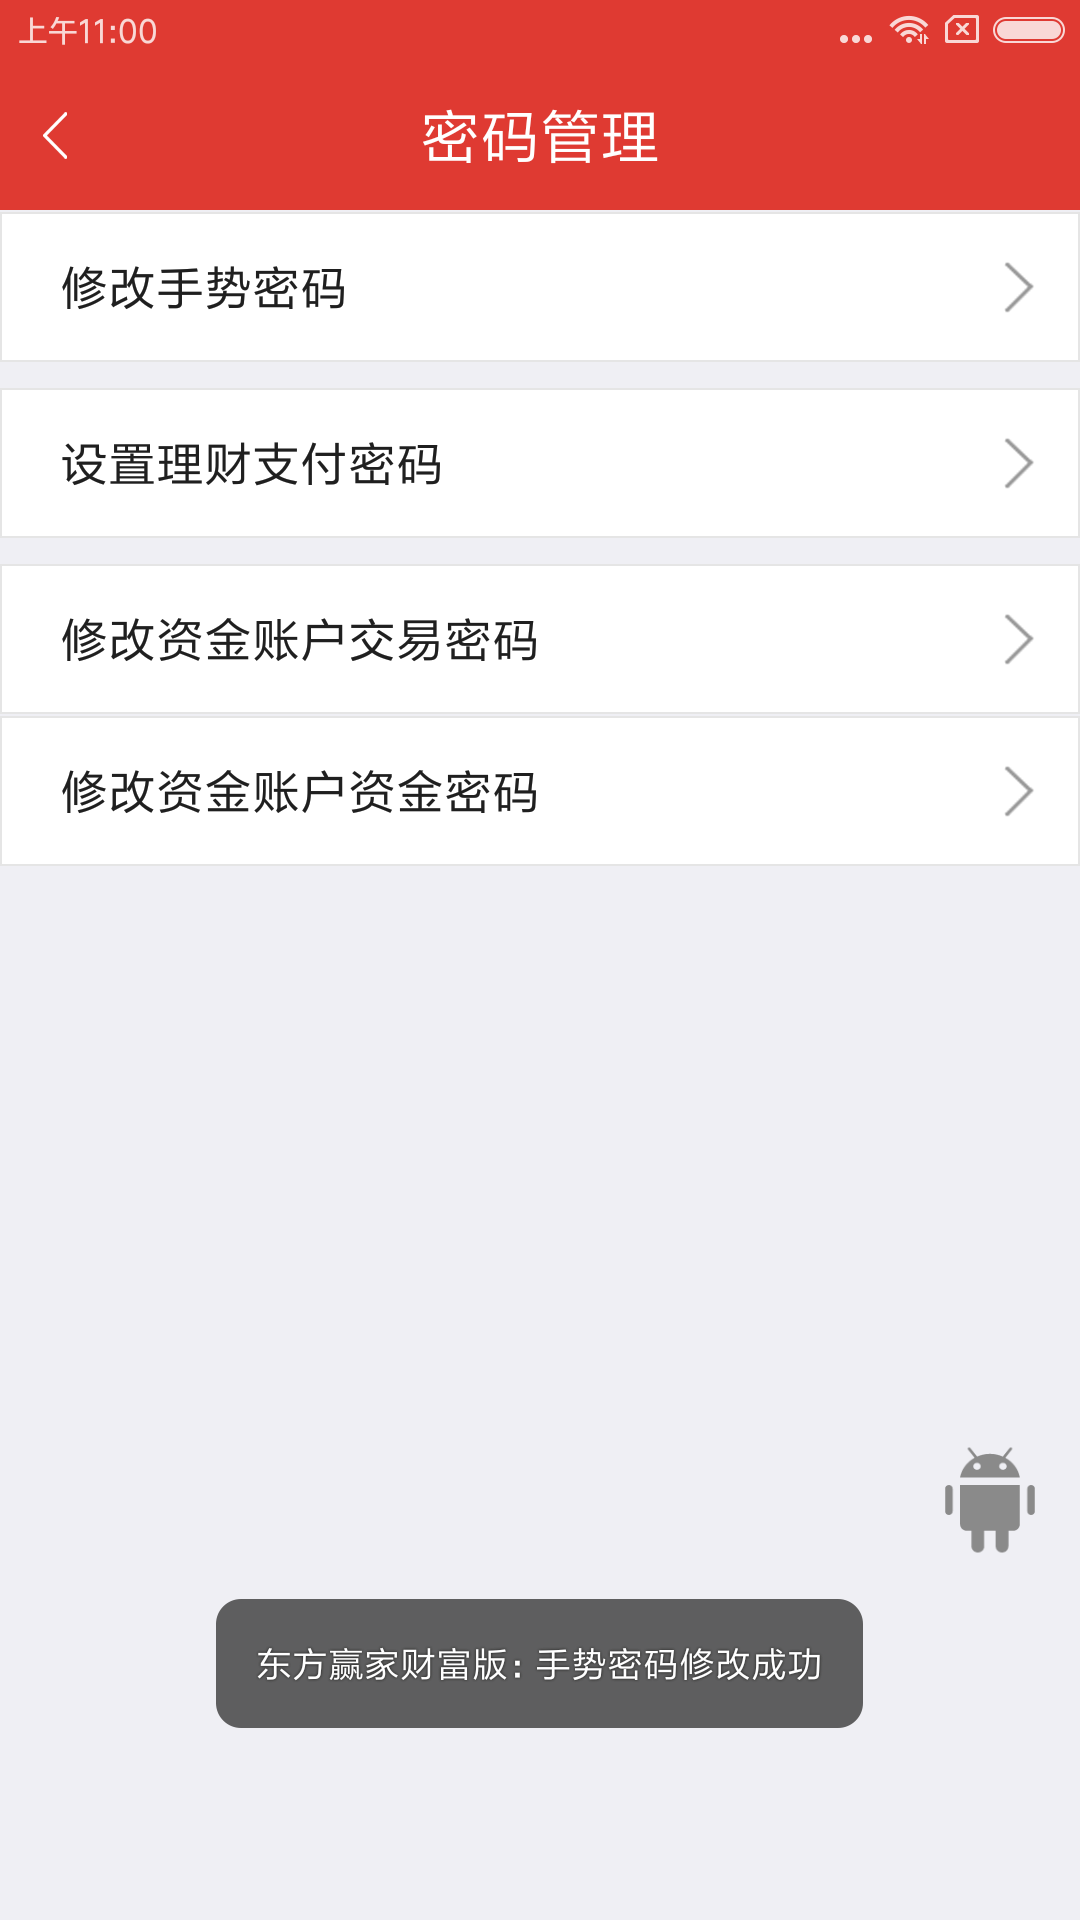 上午11:00
密码管理
修改手势密码
设置理财支付密码
修改资金账户交易密码
修改资金账户资金密码
东方赢家财富版：手势密码修改成功